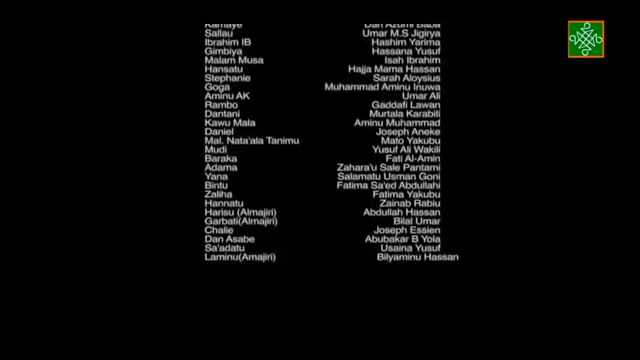 Kamaye Dan Azumi Baba
Sallau Umar M.S Jigirya
Ibrahim IB Hashim Yarima
Gimbiya Hassana Yusuf
Malam Musa Isah Ibrahim
Hansatu Hajja Mama Hassan
Stephanie Sarah Aloysius
Goga Muhammad Aminu Inuwa
Aminu AK Umar Ali
Rambo Gaddafi Lawan
Dantani Murtala Karabiti
Kawu Mala Aminu Muhammad
Daniel Joseph Aneke
Mal. Nata'ala Tanimu Mato Yakubu
Mudi Yusuf Ali Wakili
Baraka Fati Al-Amin
Adama Zahara'u Sale Pantami
Yana Salamatu Usman Goni
Bintu Fatima Sa'ed Abdullahi
Zaliha Fatima Yakubu
Hannatu Zainab Rabiu
Harisu (Almajiri) Abdullah Hassan
Garbati(Almajiri) Bilal Umar
Chalie Joseph Essien
Dan Asabe Abubakar B Yola
Sa'adatu Usaina Yusuf
Laminu(Amajiri) Bilyaminu Hassan